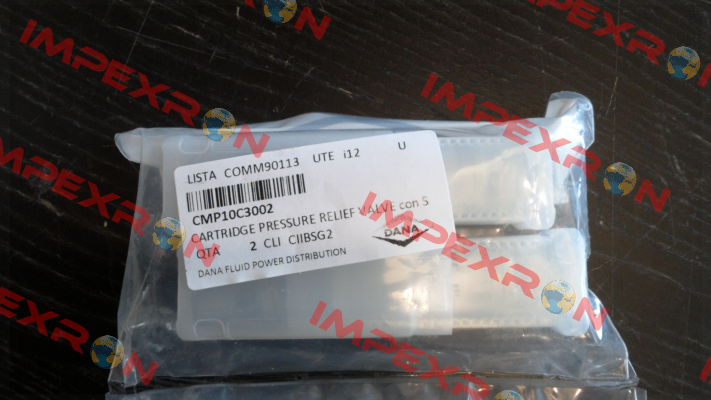 LISTA COMM90113 UTE i12 U
CMP10C3002
CARTRIDGE PRESSURE RELIEF VALVE con S
QTA 2 CLI CIIBSG2
DANA
DANA FLUID POWER DISTRIBUTION
IMPEXRON
IMPEXRON
IMPEXRON
IMPEXRON
IMPEXRON
IMPEXRON